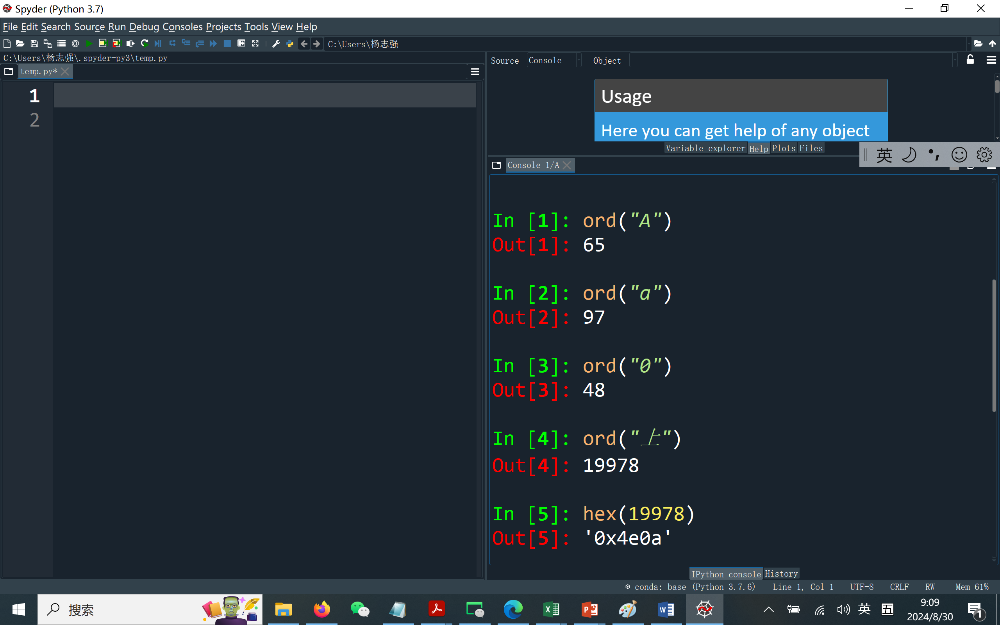 Spyder (Python 3.7)
File Edit Search Source Run Debug Consoles Projects Tools View Help
C:\Users\杨志强
C:\Users\杨志强\.spyder-py3\temp.py
temp.py*
1
2
Source Console Object
Usage
Here you can get help of any object
Variable explorer Help Plots Files
英
Console 1/A
In [1]: ord("A")
Out[1]: 65
In [2]: ord("a")
Out[2]: 97
In [3]: ord("0")
Out[3]: 48
In [4]: ord("上")
Out[4]: 19978
In [5]: hex(19978)
Out[5]: '0x4e0a'
IPython console History
conda: base (Python 3.7.6) Line 1, Col 1 UTF-8 CRLF RW Mem 61%
搜索
英 五
9:09
2024/8/30
1